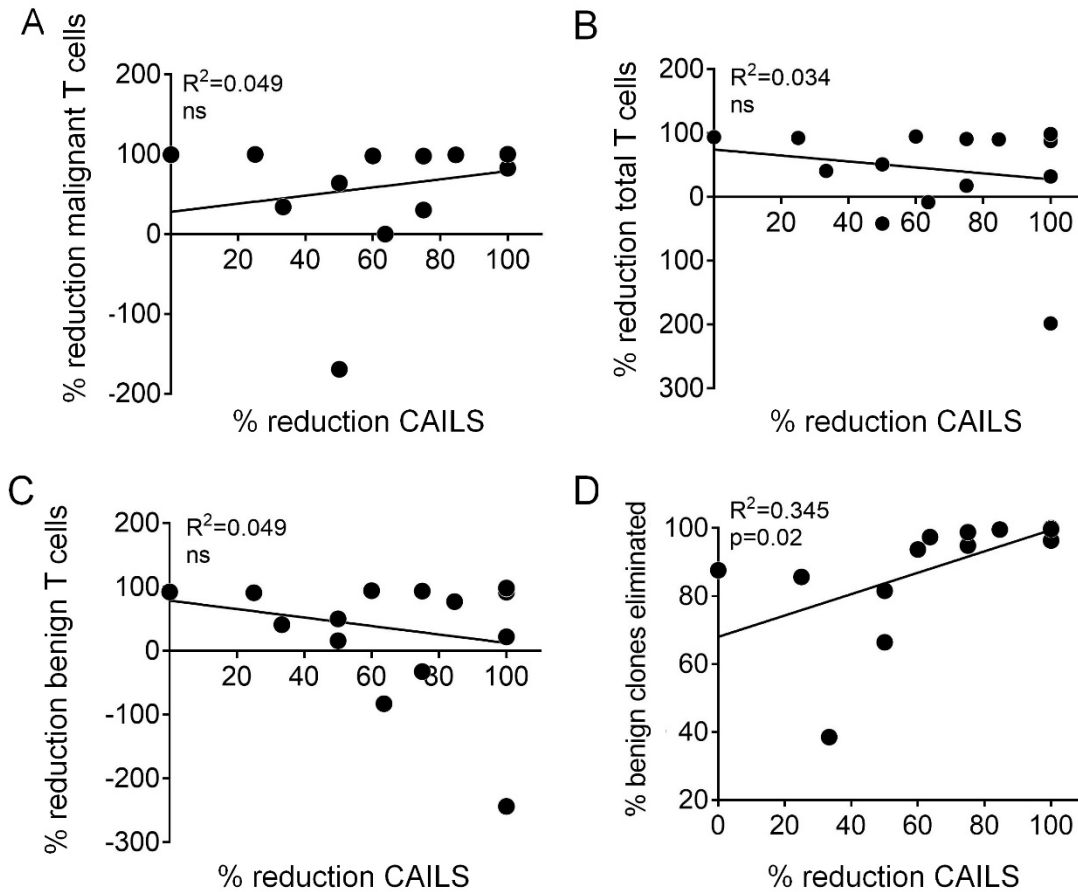 A
% reduction malignant T cells
R²=0.049
ns
200
100
0
-100
-200
20 40 60 80 100
% reduction CAILS
B
% reduction total T cells
R²=0.034
ns
200
100
0
100
200
300
20 40 60 80 100
% reduction CAILS
C
% reduction benign T cells
R²=0.049
ns
200
100
0
-100
-200
-300
20 40 60 80 100
% reduction CAILS
D
% benign clones eliminated
R²=0.345
p=0.02
100
80
60
40
20
0 20 40 60 80 100
% reduction CAILS